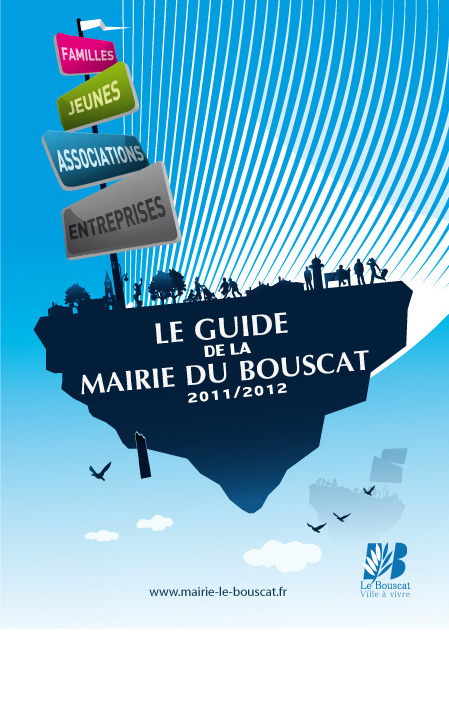 FAMILLES
JEUNES
ASSOCIATIONS
ENTREPRISES
LE GUIDE
DE LA
MAIRIE DU BOUSCAT
2011/2012
www.mairie-le-bouscat.fr
B
Le Bouscat
Ville à vivre